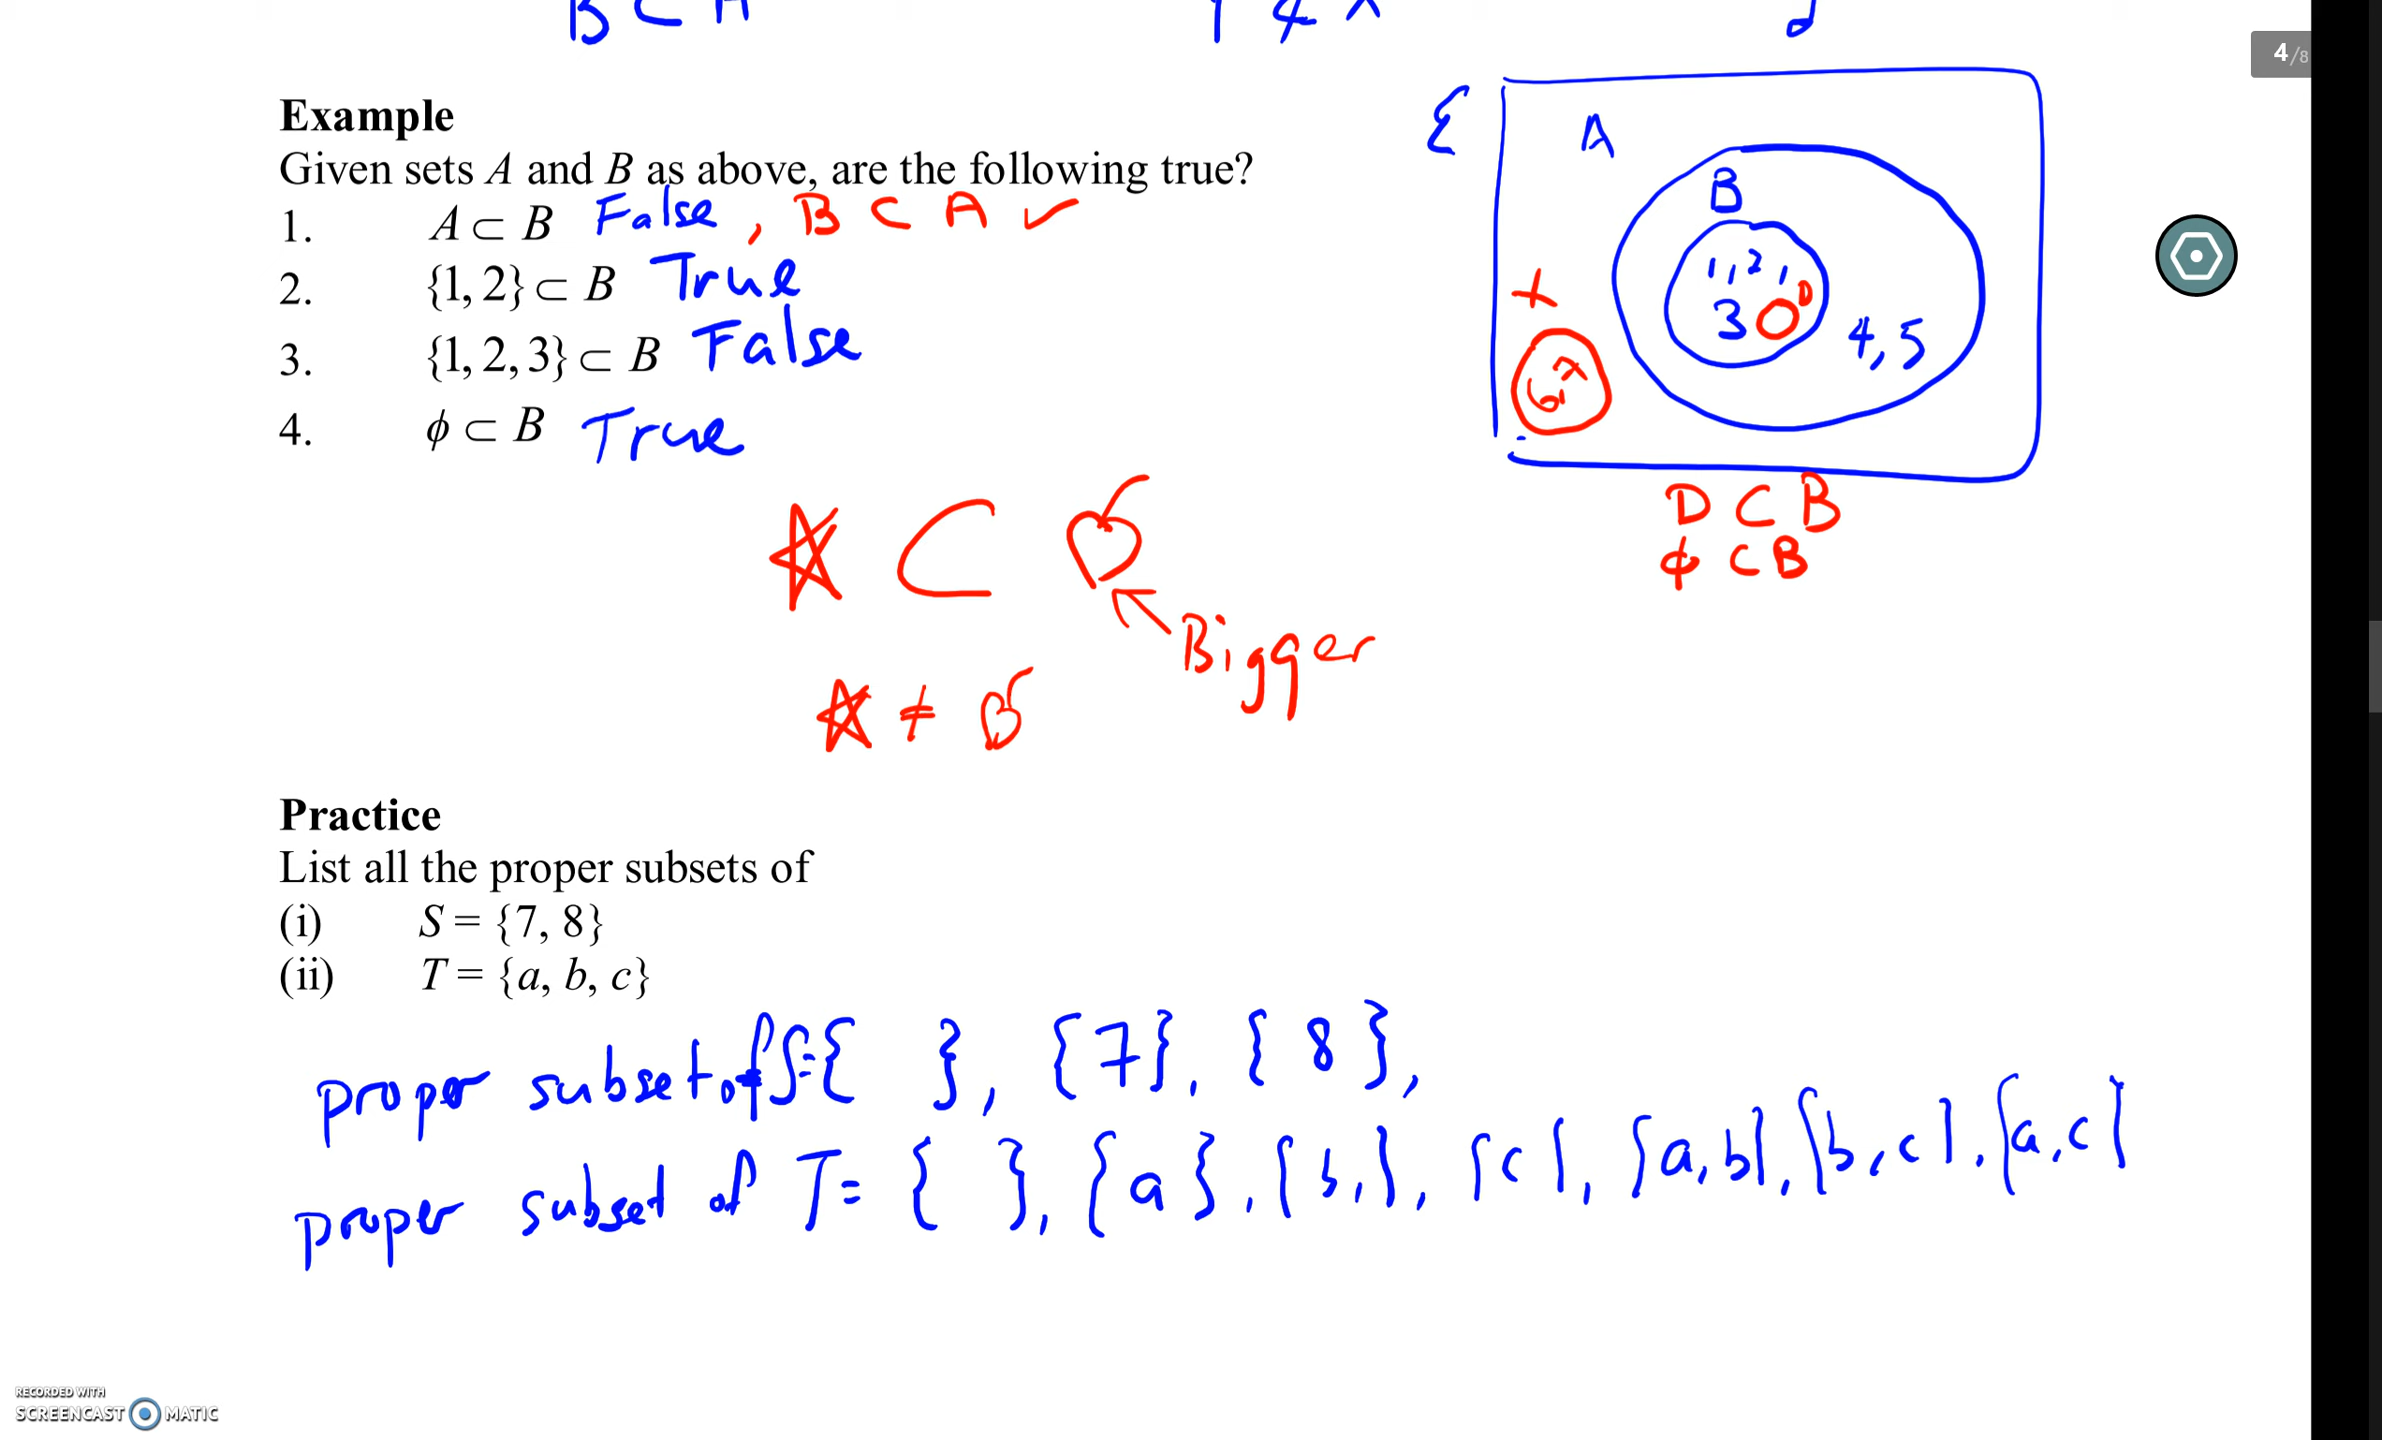 B ⊂ A
4/8
Example
Given sets A and B as above, are the following true?
1. A ⊂ B False, B ⊂ A ✓
2. {1, 2} ⊂ B True
3. {1, 2, 3} ⊂ B False
4. ϕ ⊂ B True
ξ
A
B
1, 2,
3
D
4, 5
X
6, 7
D ⊂ B
ϕ ⊂ B
☆ ⊂
Bigger
☆ ≠
Practice
List all the proper subsets of
(i) S = {7, 8}
(ii) T = {a, b, c}
proper subset of S = { }, {7}, {8},
proper subset of T = { }, {a}, {b,}, {c}, {a,b}, {b,c}, {a,c}
RECORDED WITH
SCREENCAST MATIC